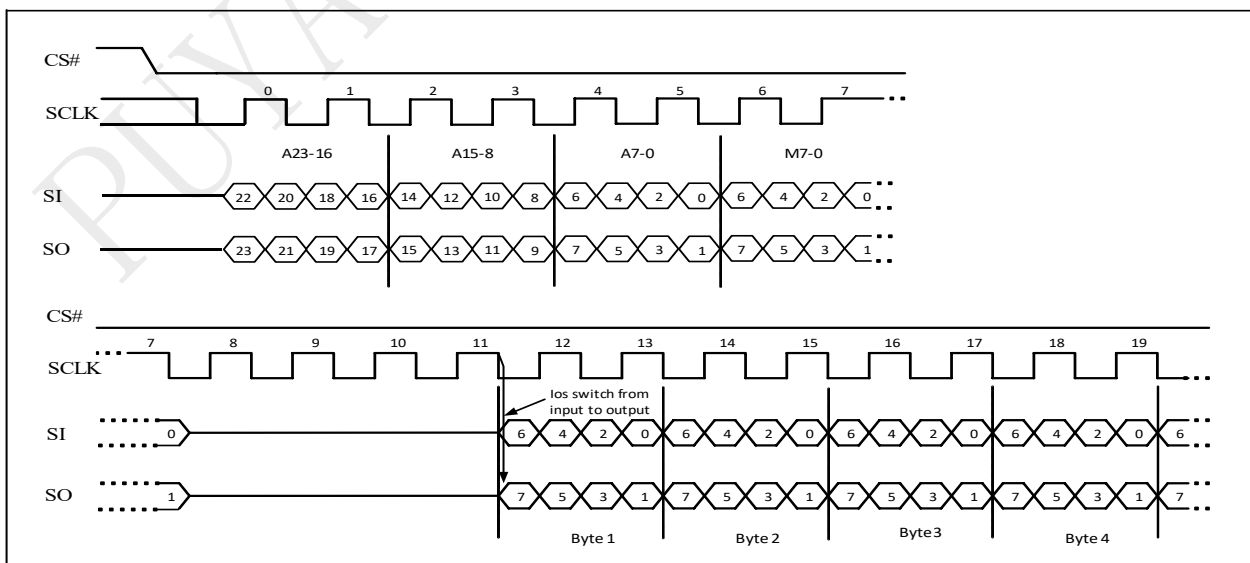 PUYA
CS#
0 1 2 3 4 5 6 7
SCLK
A23-16 A15-8 A7-0 M7-0
SI 22 20 18 16 14 12 10 8 6 4 2 0 6 4 2 0
SO 23 21 19 17 15 13 11 9 7 5 3 1 7 5 3 1
CS#
7 8 9 10 11 12 13 14 15 16 17 18 19
SCLK
Ios switch from
input to output
SI 0 6 4 2 0 6 4 2 0 6 4 2 0 6 4 2 0 6
SO 1 7 5 3 1 7 5 3 1 7 5 3 1 7 5 3 1 7
Byte 1 Byte 2 Byte 3 Byte 4